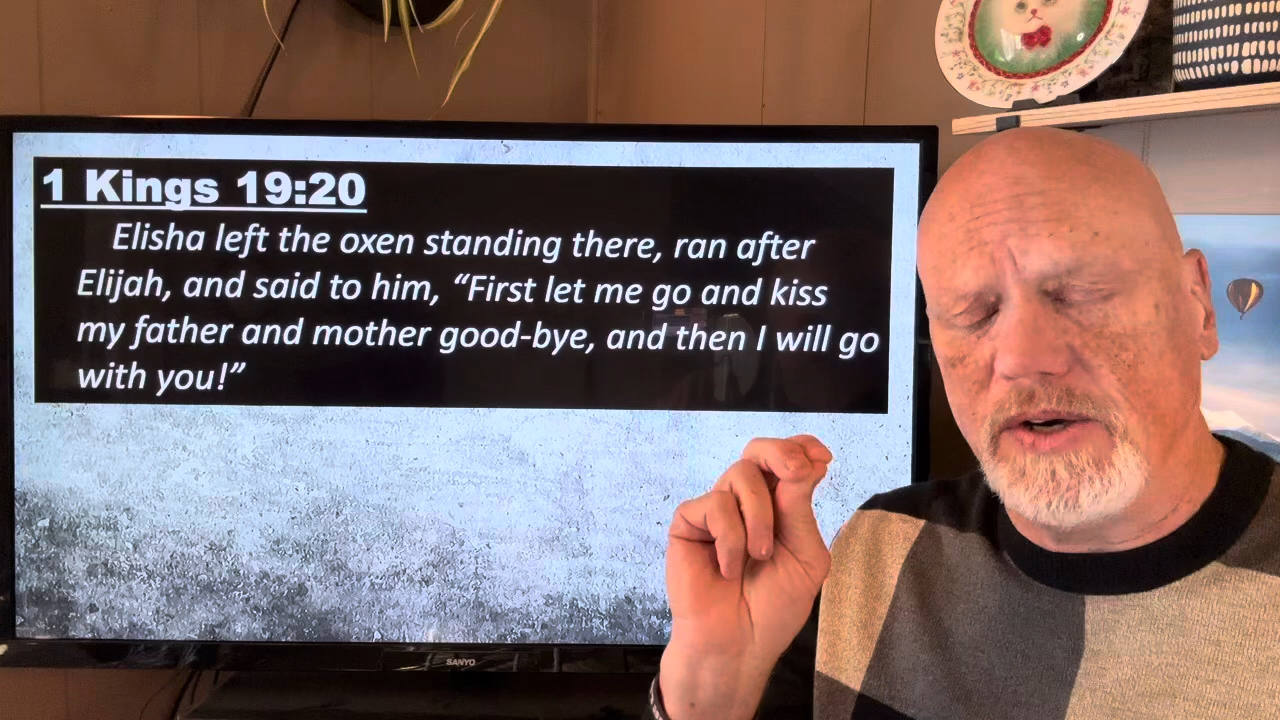 1 Kings 19:20
Elisha left the oxen standing there, ran after
Elijah, and said to him, “First let me go and kiss
my father and mother good-bye, and then I will go
with you!”
SANYO